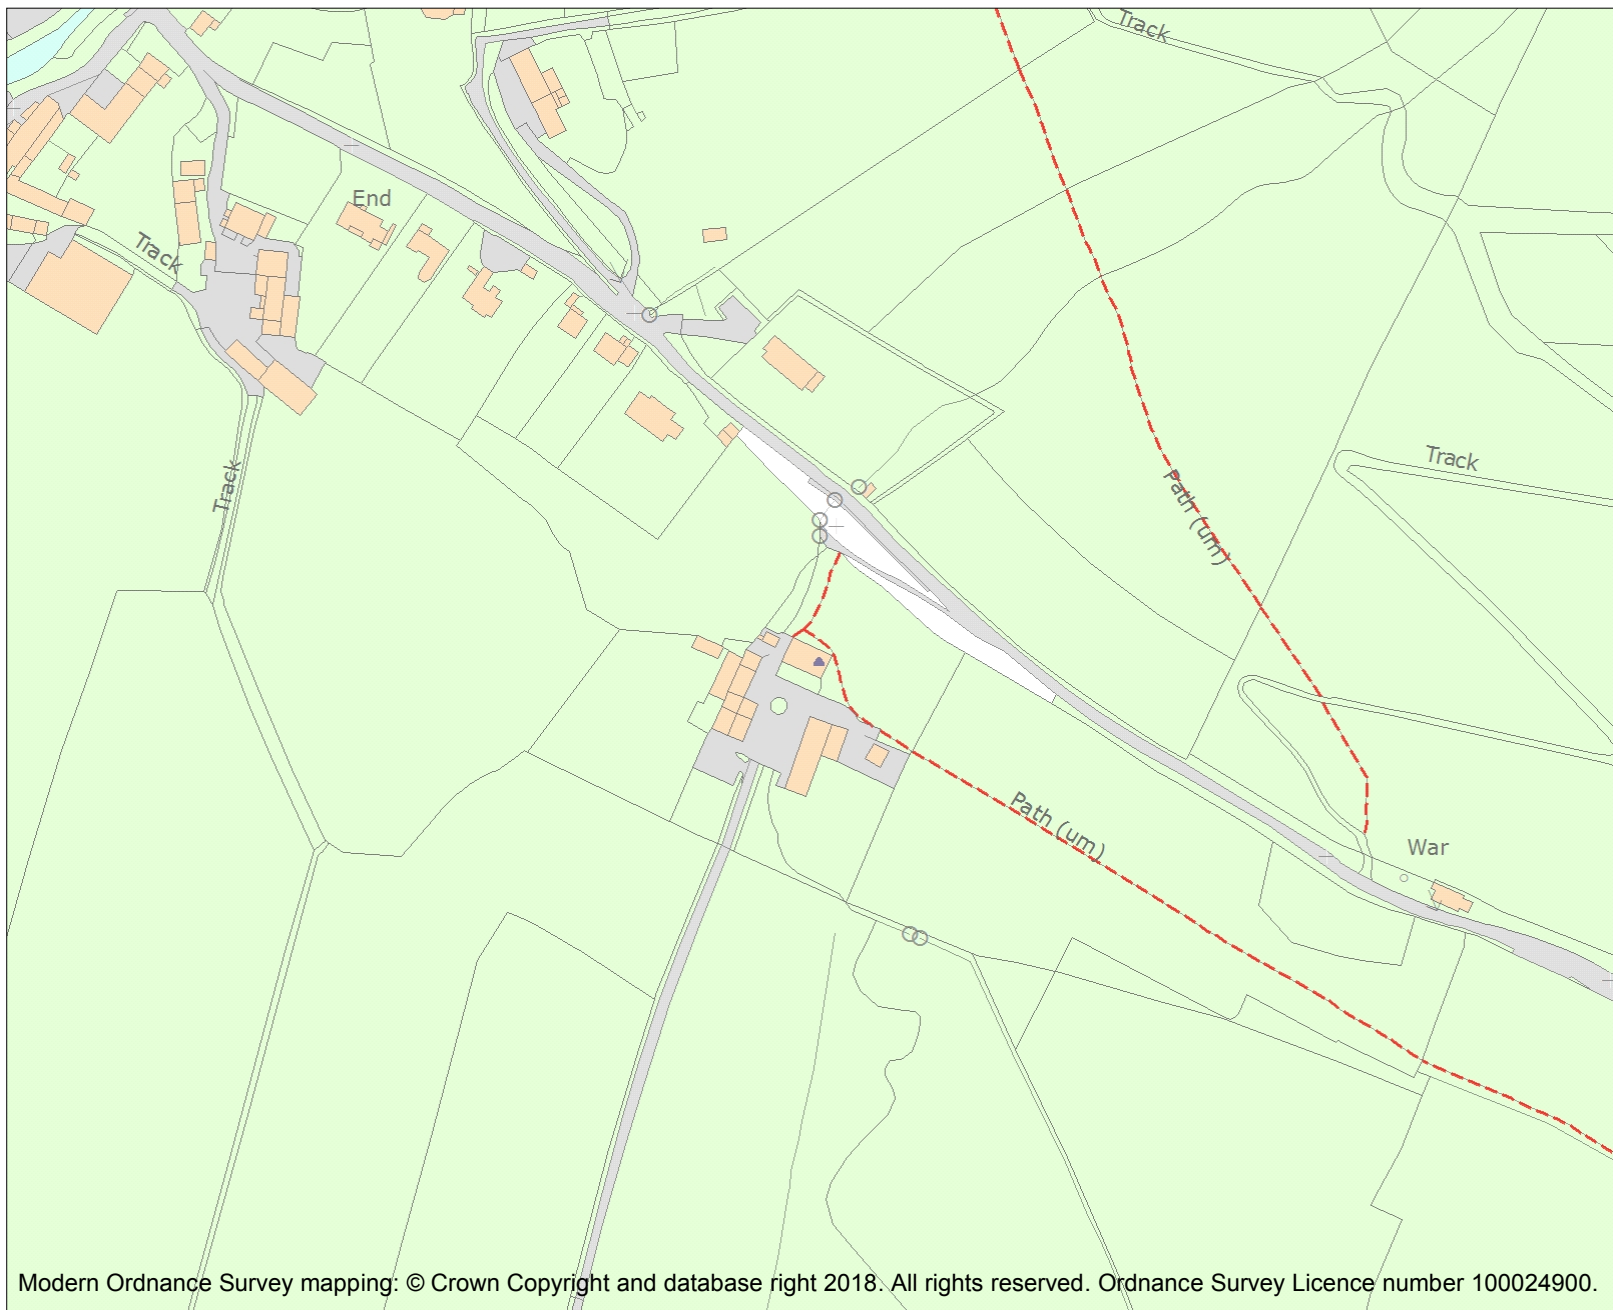 Track
End
Track
Track
Track
Path (um)
Path (um)
War
Modern Ordnance Survey mapping: © Crown Copyright and database right 2018. All rights reserved. Ordnance Survey Licence number 100024900.